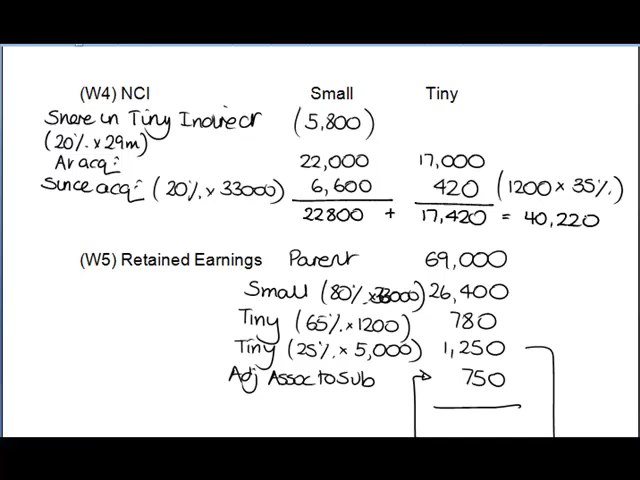 (W4) NCI Small Tiny
Share in Tiny Indirect (5,800)
(20% x 29m)
At acq: 22,000 17,000
Since acq: (20% x 33000) 6,600 420 (1200 x 35%)
22800 + 17,420 = 40,220
(W5) Retained Earnings Parent 69,000
Small (80% x 33000) 26,400
Tiny (65% x 1200) 780
Tiny (25% x 5,000) 1,250
Adj Assoc to Sub 750